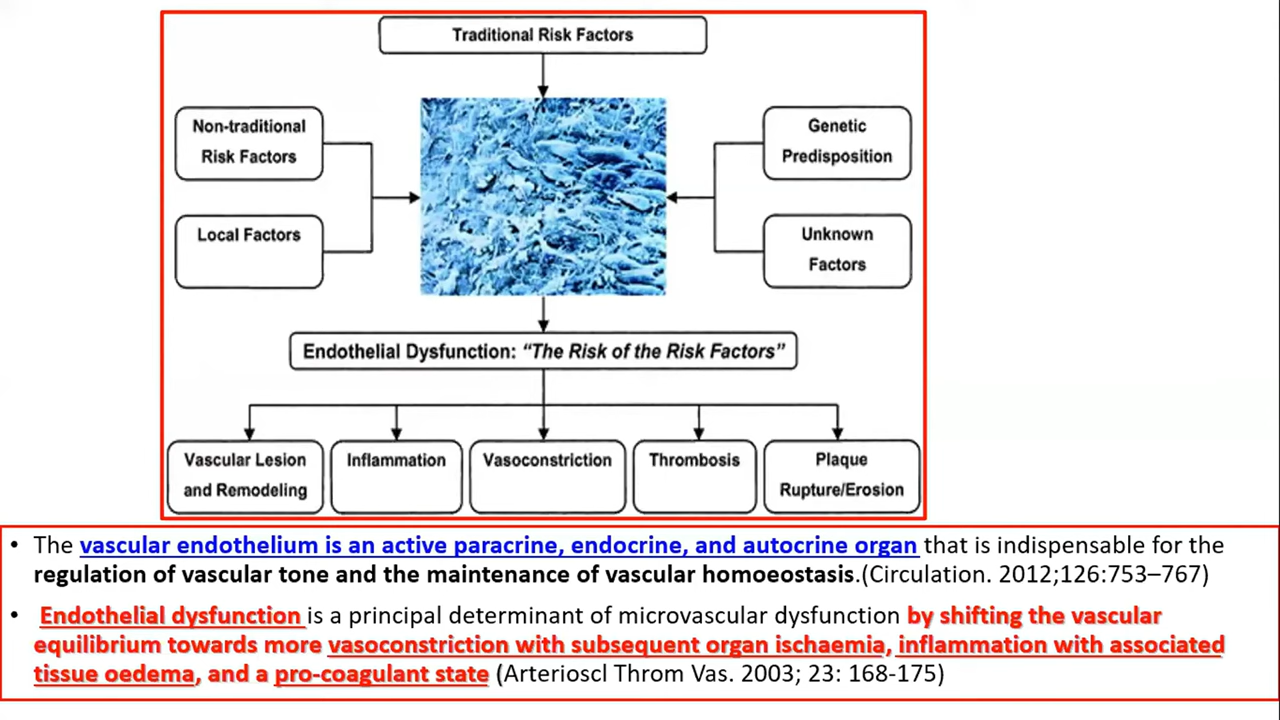 Traditional Risk Factors
Non-traditional
Risk Factors
Local Factors
Genetic
Predisposition
Unknown
Factors
Endothelial Dysfunction: “The Risk of the Risk Factors”
Vascular Lesion
and Remodeling
Inflammation
Vasoconstriction
Thrombosis
Plaque
Rupture/Erosion
• The vascular endothelium is an active paracrine, endocrine, and autocrine organ that is indispensable for the
regulation of vascular tone and the maintenance of vascular homoeostasis.(Circulation. 2012;126:753–767)
• Endothelial dysfunction is a principal determinant of microvascular dysfunction by shifting the vascular
equilibrium towards more vasoconstriction with subsequent organ ischaemia, inflammation with associated
tissue oedema, and a pro-coagulant state (Arterioscl Throm Vas. 2003; 23: 168-175)